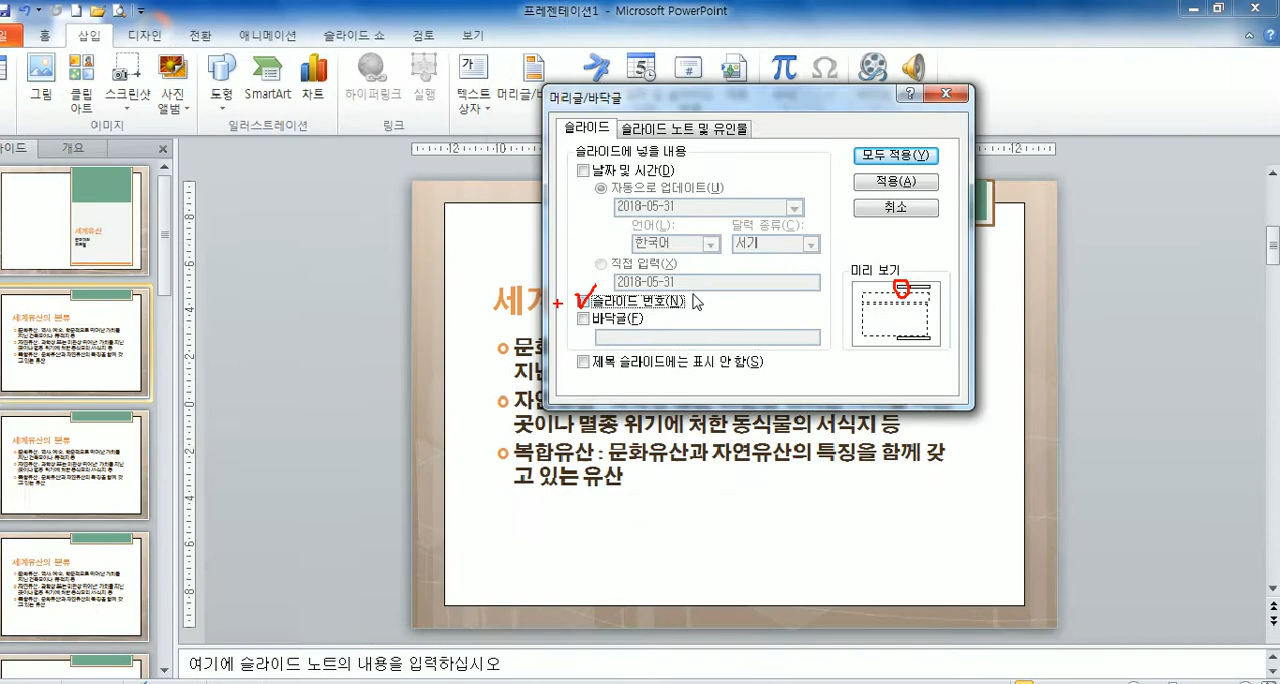 프레젠테이션1 - Microsoft PowerPoint
홈 삽입 디자인 전환 애니메이션 슬라이드 쇼 검토 보기
그림 클립 아트 스크린샷 사진 앨범 도형 SmartArt 차트 하이퍼링크 실행 텍스트 상자
이미지 일러스트레이션 링크
개요
머리글/바닥글
슬라이드 슬라이드 노트 및 유인물
슬라이드에 넣을 내용
날짜 및 시간(D)
자동으로 업데이트(U)
2018-05-31
언어(L): 달력 종류(C):
한국어 서기
직접 입력(X)
2018-05-31
슬라이드 번호(N)
바닥글(F)
제목 슬라이드에는 표시 안 함(S)
모두 적용(Y)
적용(A)
취소
미리 보기
곳이나 멸종 위기에 처한 동식물의 서식지 등
복합유산 : 문화유산과 자연유산의 특징을 함께 갖
고 있는 유산
세계유산
세계유산의 분류
세계유산의 분류
세계유산의 분류
여기에 슬라이드 노트의 내용을 입력하십시오